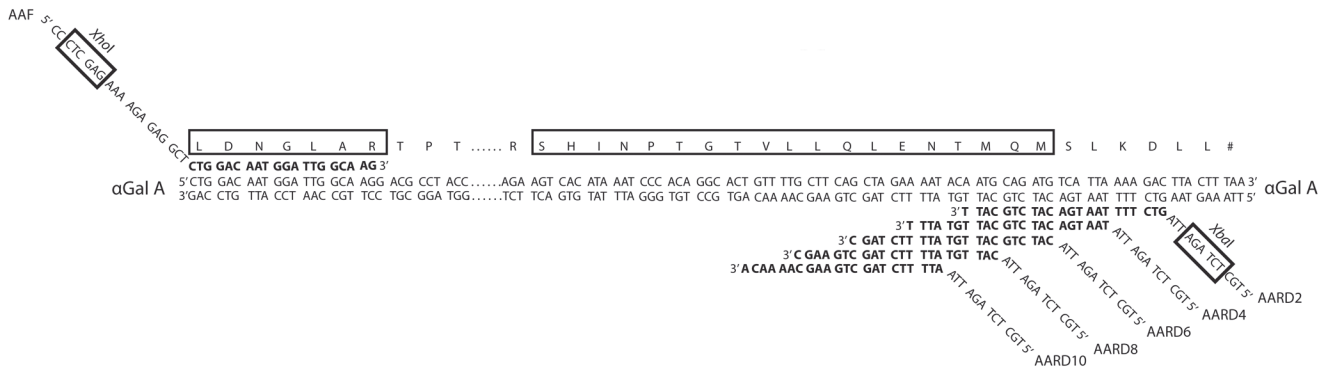 AAF 5' CC CTC GAG AAA AGA GAG GCT
XhoI
L D N G L A R T P T ...... R S H I N P T G T V L L Q L E N T M Q M S L K D L L #
CTG GAC AAT GGA TTG GCA AG 3'
5' CTG GAC AAT GGA TTG GCA AGG ACG CCT ACC ...... AGA AGT CAC ATA AAT CCC ACA GGC ACT GTT TTG CTT CAG CTA GAA AAT ACA ATG CAG ATG TCA TTA AAA GAC TTA CTT TAA 3'
αGal A αGal A
3' GAC CTG TTA CCT AAC CGT TCC TGC GGA TGG ...... TCT TCA GTG TAT TTA GGG TGT CCG TGA CAA AAC GAA GTC GAT CTT TTA TGT TAC GTC TAC AGT AAT TTT CTG AAT GAA ATT 5'
3' T TAC GTC TAC AGT AAT TTT CTG ATT AGA TCT CGT 5' AARD2
XbaI
3' T TTA TGT TAC GTC TAC AGT AAT ATT AGA TCT CGT 5' AARD4
3' C GAT CTT TTA TGT TAC GTC TAC ATT AGA TCT CGT 5' AARD6
3' C GAA GTC GAT CTT TTA TGT TAC ATT AGA TCT CGT 5' AARD8
3' A CAA AAC GAA GTC GAT CTT TTA ATT AGA TCT CGT 5' AARD10